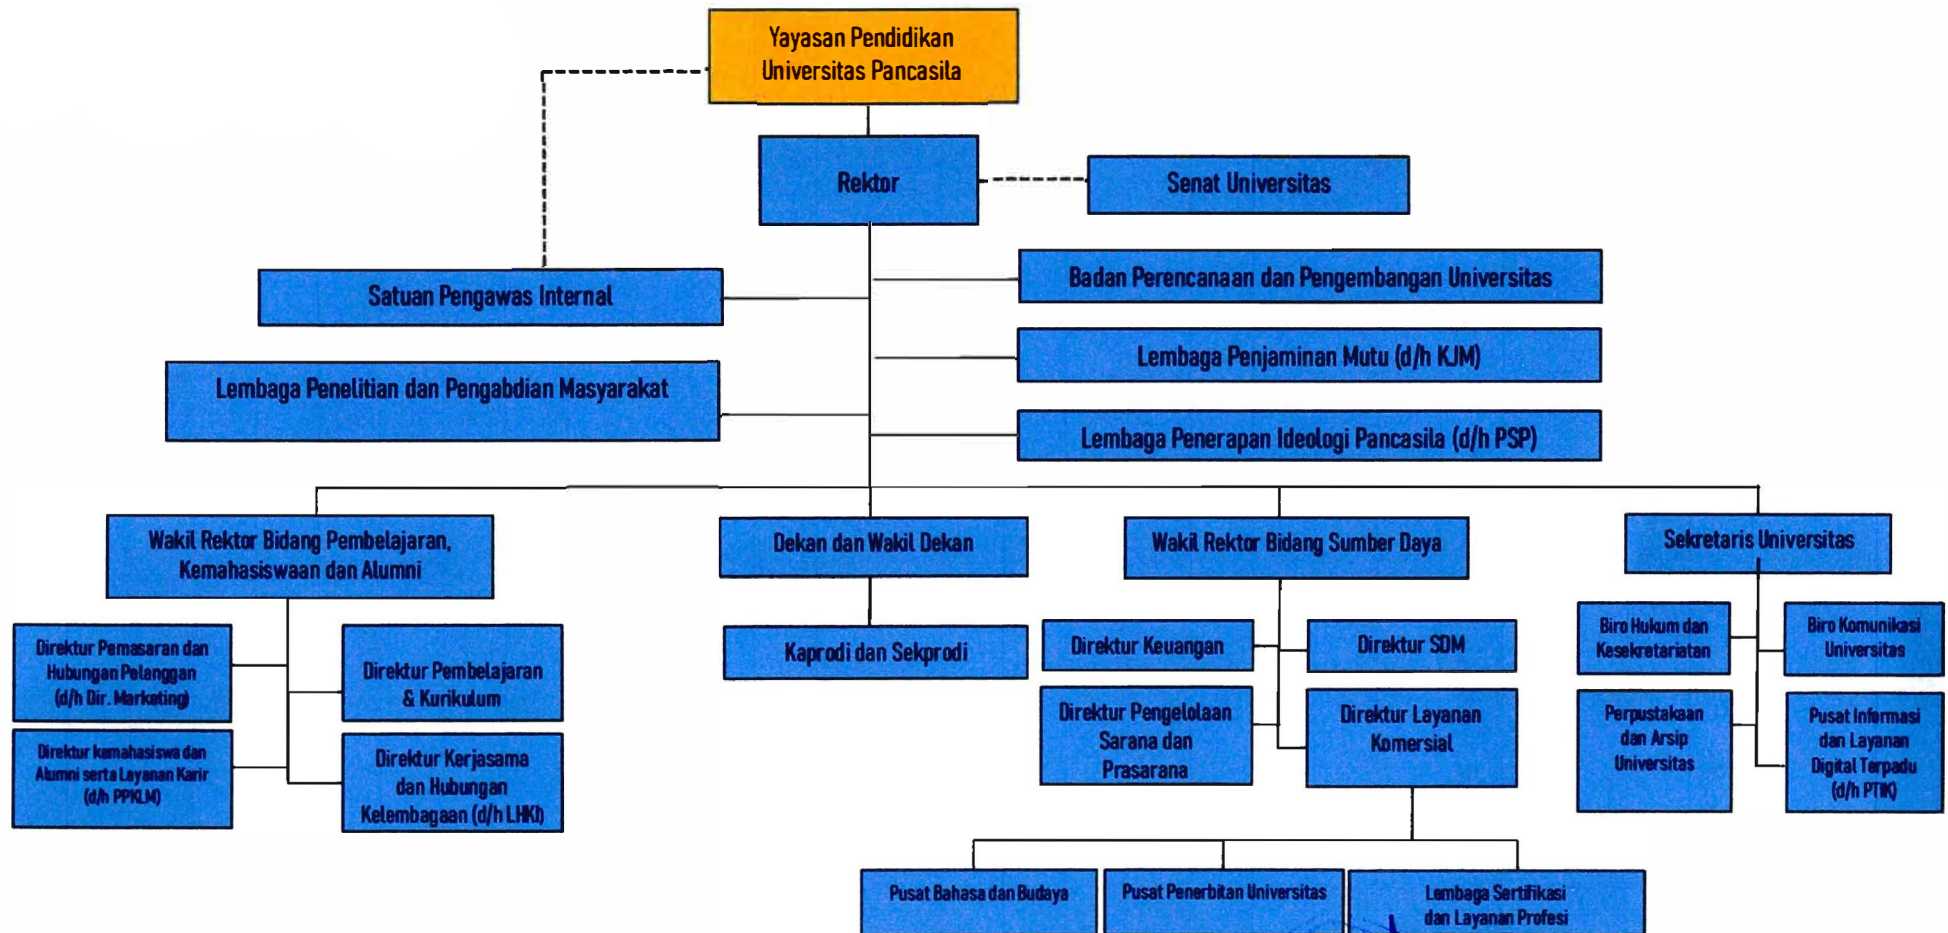 Yayasan Pendidikan
Universitas Pancasila
Rektor
Senat Universitas
Satuan Pengawas Internal
Badan Perencanaan dan Pengembangan Universitas
Lembaga Penjaminan Mutu (d/h KJM)
Lembaga Penelitian dan Pengabdian Masyarakat
Lembaga Penerapan Ideologi Pancasila (d/h PSP)
Wakil Rektor Bidang Pembelajaran,
Kemahasiswaan dan Alumni
Dekan dan Wakil Dekan
Wakil Rektor Bidang Sumber Daya
Sekretaris Universitas
Direktur Pemasaran dan
Hubungan Pelanggan
(d/h Dir. Marketing)
Direktur Pembelajaran
& Kurikulum
Direktur kemahasiswa dan
Alumni serta Layanan Karir
(d/h PPKLM)
Direktur Kerjasama
dan Hubungan
Kelembagaan (d/h LHKI)
Kaprodi dan Sekprodi
Direktur Keuangan
Direktur SDM
Direktur Pengelolaan
Sarana dan
Prasarana
Direktur Layanan
Komersial
Biro Hukum dan
Kesekretariatan
Biro Komunikasi
Universitas
Perpustakaan
dan Arsip
Universitas
Pusat Informasi
dan Layanan
Digital Terpadu
(d/h PTIK)
Pusat Bahasa dan Budaya
Pusat Penerbitan Universitas
Lembaga Sertifikasi
dan Layanan Profesi